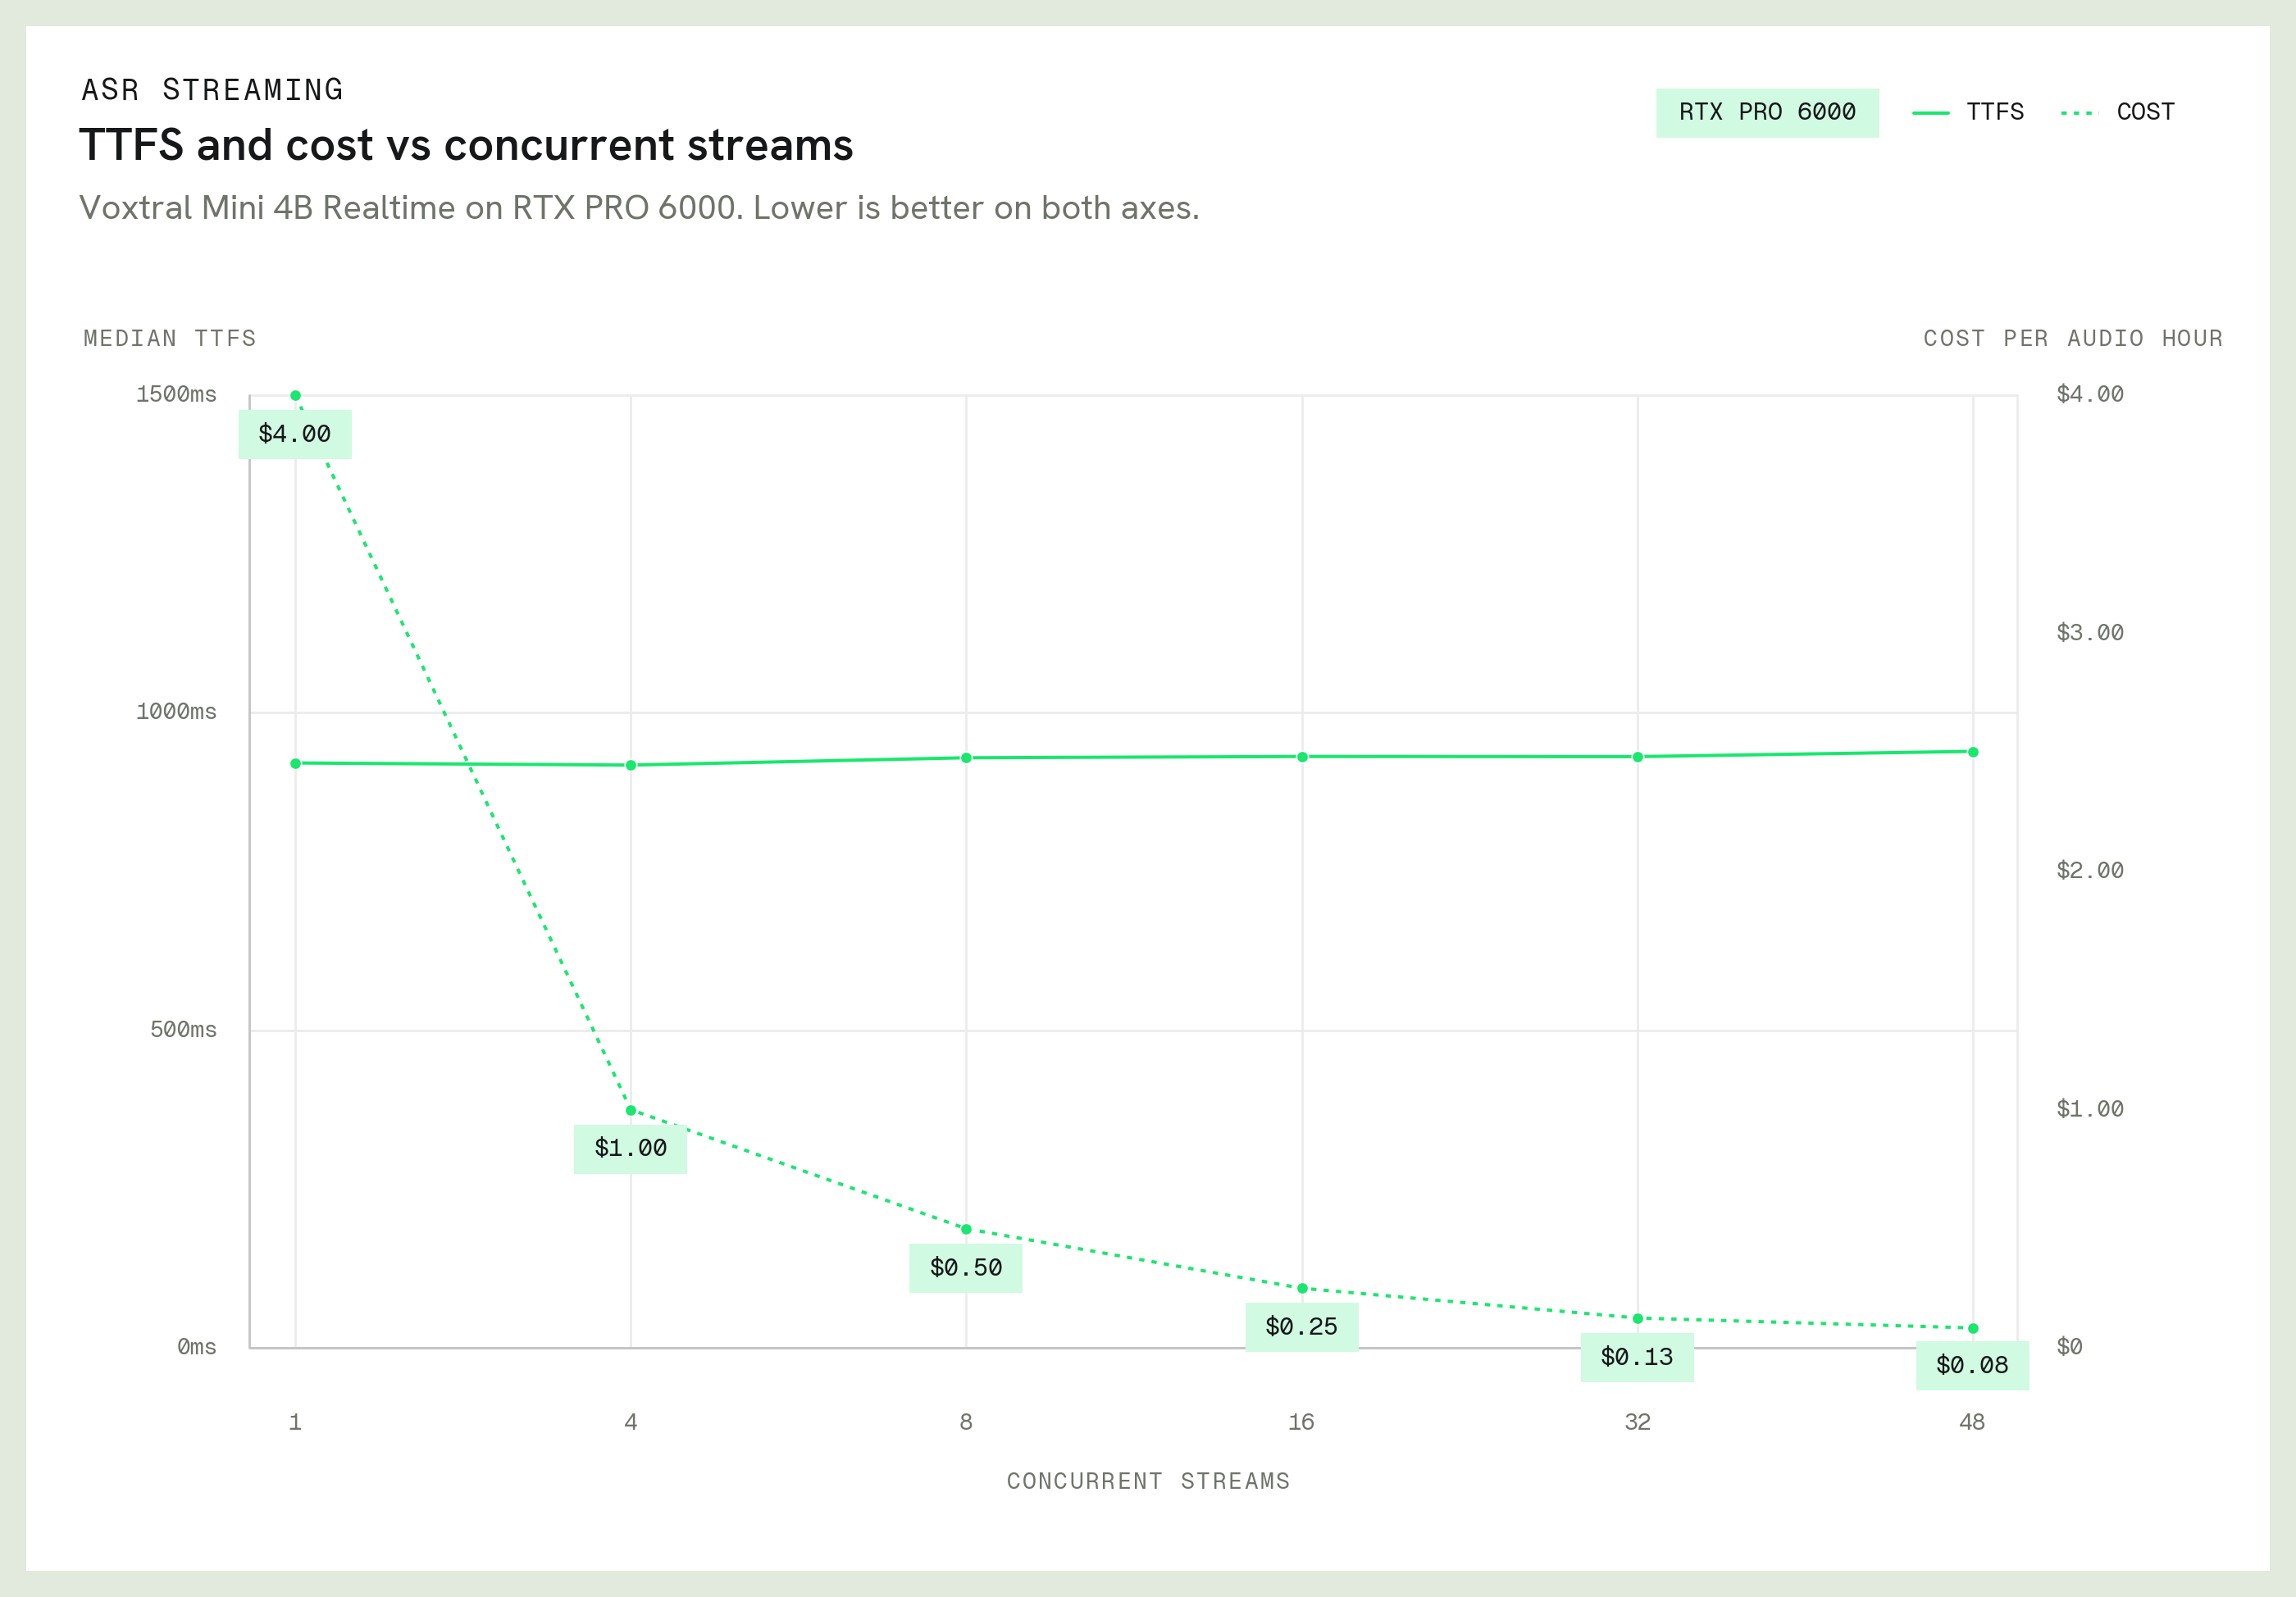 ASR STREAMING
TTFS and cost vs concurrent streams
Voxtral Mini 4B Realtime on RTX PRO 6000. Lower is better on both axes.
RTX PRO 6000 TTFS COST
MEDIAN TTFS
COST PER AUDIO HOUR
1500ms
1000ms
500ms
0ms
$4.00
$1.00
$0.50
$0.25
$0.13
$0.08
$4.00
$3.00
$2.00
$1.00
$0
1 4 8 16 32 48
CONCURRENT STREAMS